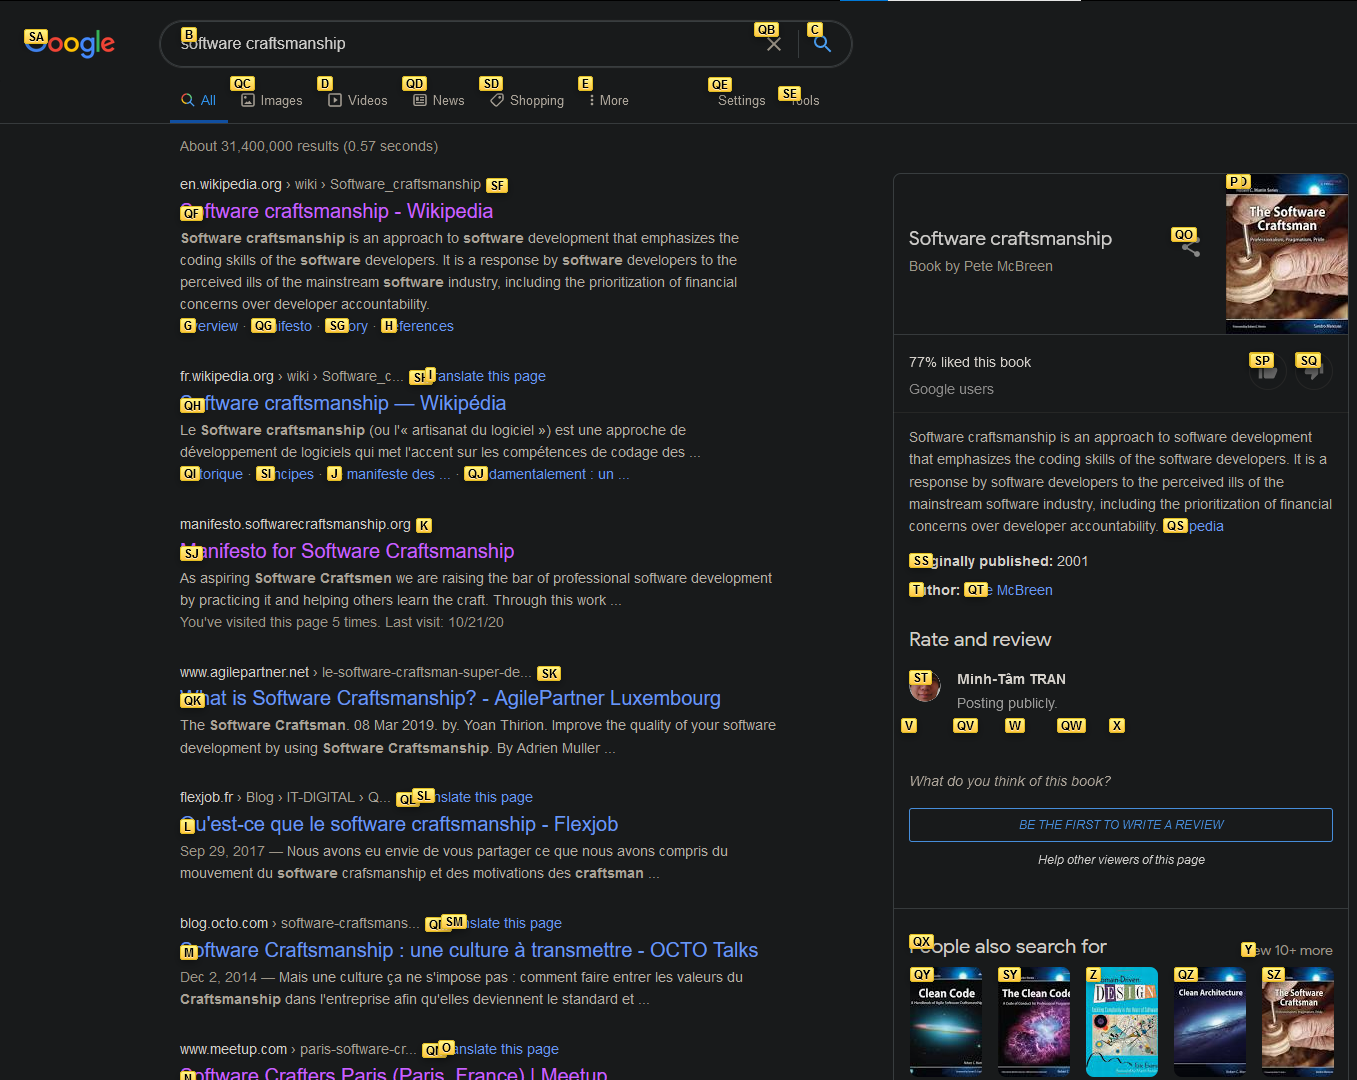 SA Google
B software craftsmanship QB C
All QC Images D Videos QD News SD Shopping E More QE Settings SE Tools
About 31,400,000 results (0.57 seconds)
en.wikipedia.org › wiki › Software_craftsmanship SF
QF ftware craftsmanship - Wikipedia
Software craftsmanship is an approach to software development that emphasizes the
coding skills of the software developers. It is a response by software developers to the
perceived ills of the mainstream software industry, including the prioritization of financial
concerns over developer accountability.
G verview · QG nifesto · SG ory · H ferences
fr.wikipedia.org › wiki › Software_c... I ranslate this page
QH ftware craftsmanship — Wikipédia
Le Software craftsmanship (ou l'« artisanat du logiciel ») est une approche de
développement de logiciels qui met l'accent sur les compétences de codage des ...
QI torique · SI ncipes · J manifeste des ... · QJ damentalement : un ...
manifesto.softwarecraftsmanship.org K
SJ anifesto for Software Craftsmanship
As aspiring Software Craftsmen we are raising the bar of professional software development
by practicing it and helping others learn the craft. Through this work ...
You've visited this page 5 times. Last visit: 10/21/20
www.agilepartner.net › le-software-craftsman-super-de... SK
QK hat is Software Craftsmanship? - AgilePartner Luxembourg
The Software Craftsman. 08 Mar 2019. by. Yoan Thirion. Improve the quality of your software
development by using Software Craftsmanship. By Adrien Muller ...
flexjob.fr › Blog › IT-DIGITAL › Q... QL SL nslate this page
L u'est-ce que le software craftsmanship - Flexjob
Sep 29, 2017 — Nous avons eu envie de vous partager ce que nous avons compris du
mouvement du software crafsmanship et des motivations des craftsman ...
blog.octo.com › software-craftsmans... SM slate this page
M oftware Craftsmanship : une culture à transmettre - OCTO Talks
Dec 2, 2014 — Mais une culture ça ne s'impose pas : comment faire entrer les valeurs du
Craftsmanship dans l'entreprise afin qu'elles deviennent le standard et ...
www.meetup.com › paris-software-cr... O anslate this page
N Software Crafters Paris (Paris, France) | Meetup
P
The Software
Craftsman
Professionalism, Pragmatism, Pride
Sandro Mancuso
Software craftsmanship QO
Book by Pete McBreen
77% liked this book SP SQ
Google users
Software craftsmanship is an approach to software development
that emphasizes the coding skills of the software developers. It is a
response by software developers to the perceived ills of the
mainstream software industry, including the prioritization of financial
concerns over developer accountability. QS pedia
SS ginally published: 2001
T uthor: QT e McBreen
Rate and review
ST Minh-Tâm TRAN
Posting publicly.
V QV W QW X
What do you think of this book?
BE THE FIRST TO WRITE A REVIEW
Help other viewers of this page
QX ople also search for Y ew 10+ more
QY SY Z QZ SZ
Clean Code
The Clean Code
DESIGN
Clean Architecture
The Software
Craftsman